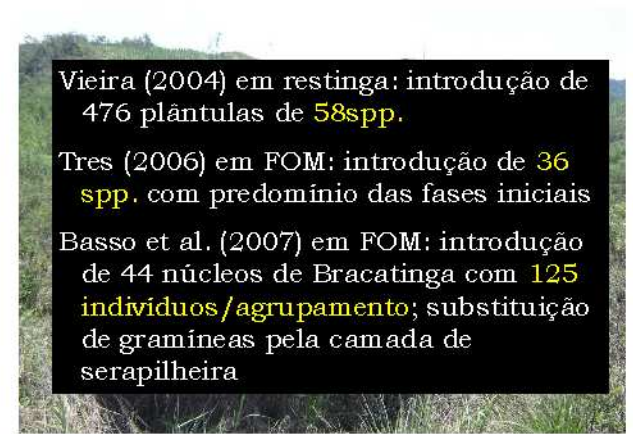 Vieira (2004) em restinga: introdução de
476 plântulas de 58spp.
Tres (2006) em FOM: introdução de 36
spp. com predomínio das fases iniciais
Basso et al. (2007) em FOM: introdução
de 44 núcleos de Bracatinga com 125
indivíduos/agrupamento; substituição
de gramíneas pela camada de
serapilheira